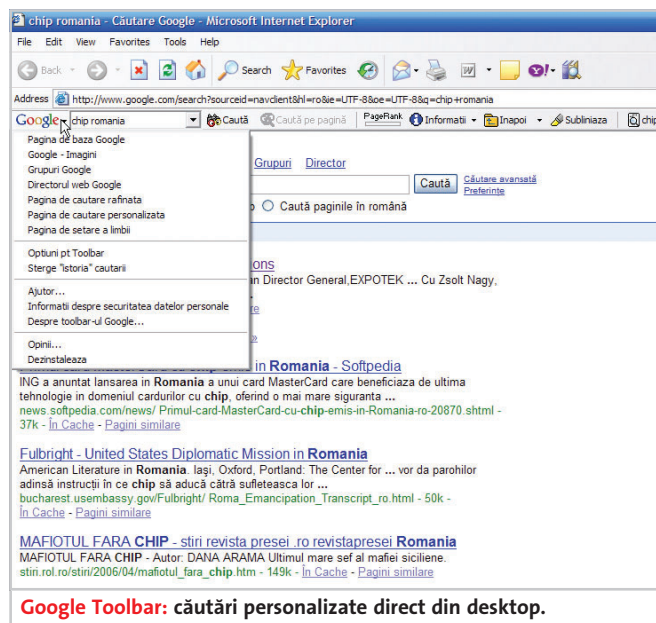 chip romania - Căutare Google - Microsoft Internet Explorer
File Edit View Favorites Tools Help
Back Search Favorites
Address http://www.google.com/search?sourceid=navclient&hl=ro&ie=UTF-8&oe=UTF-8&q=chip+romania
Google chip romania Caută Caută pe pagină PageRank Informatii Inapoi Subliniaza chip
Pagina de baza Google
Google - Imagini
Grupuri Google
Directorul web Google
Pagina de cautare rafinata
Pagina de cautare personalizata
Pagina de setare a limbii
Optiuni pt Toolbar
Sterge "istoria" cautarii
Ajutor...
Informatii despre securitatea datelor personale
Despre toolbar-ul Google...
Opinii...
Dezinstaleaza
Grupuri Director
Caută Căutare avansată
Preferinţe
Caută paginile în română
ons
n Director General,EXPOTEK ... Cu Zsolt Nagy,
re
»
in Romania - Softpedia
ING a anuntat lansarea in Romania a unui card MasterCard care beneficiaza de ultima
tehnologie in domeniul cardurilor cu chip, oferind o mai mare siguranta ...
news.softpedia.com/news/ Primul-card-MasterCard-cu-chip-emis-in-Romania-ro-20870.shtml -
37k - În Cache - Pagini similare
Fulbright - United States Diplomatic Mission in Romania
American Literature in Romania. Iaşi, Oxford, Portland: The Center for ... vor da parohilor
adinsă instrucţii în ce chip să aducă cătră sufleteasca lor ...
bucharest.usembassy.gov/Fulbright/ Roma_Emancipation_Transcript_ro.html - 50k -
În Cache - Pagini similare
MAFIOTUL FARA CHIP - stiri revista presei .ro revistapresei Romania
MAFIOTUL FARA CHIP - Autor: DANA ARAMA Ultimul mare sef al mafiei siciliene.
stiri.rol.ro/stiri/2006/04/mafiotul_fara_chip.htm - 149k - În Cache - Pagini similare
Google Toolbar: căutări personalizate direct din desktop.